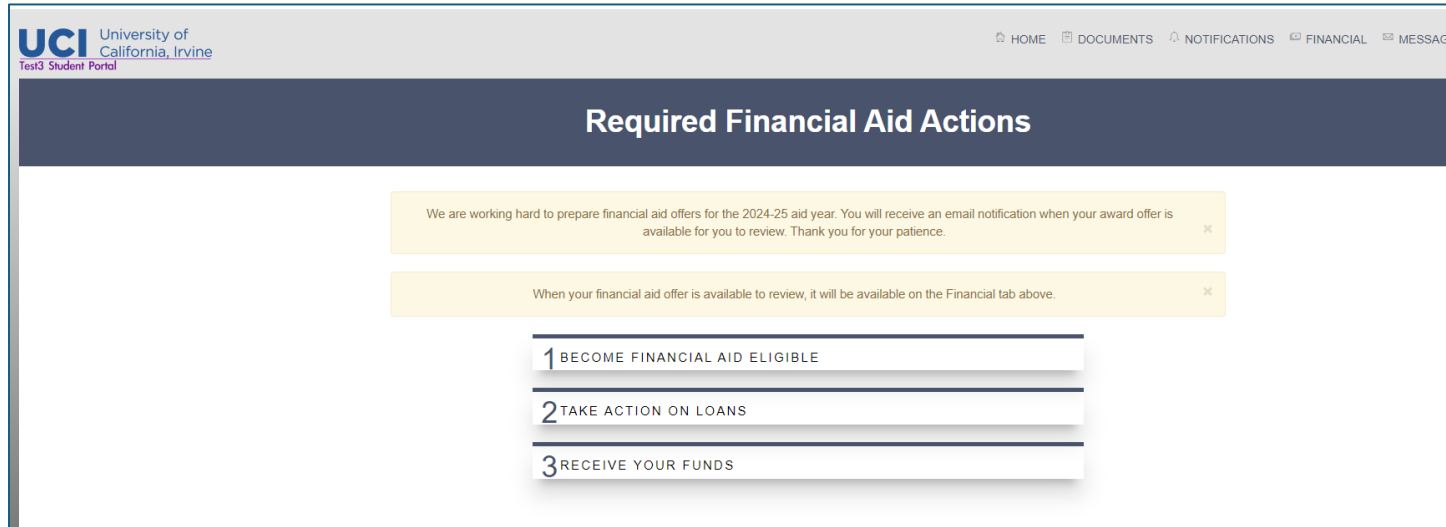 UCI University of California, Irvine
Test3 Student Portal
HOME DOCUMENTS NOTIFICATIONS FINANCIAL MESSAG
Required Financial Aid Actions
We are working hard to prepare financial aid offers for the 2024-25 aid year. You will receive an email notification when your award offer is
available for you to review. Thank you for your patience. ×
When your financial aid offer is available to review, it will be available on the Financial tab above. ×
1 BECOME FINANCIAL AID ELIGIBLE
2 TAKE ACTION ON LOANS
3 RECEIVE YOUR FUNDS